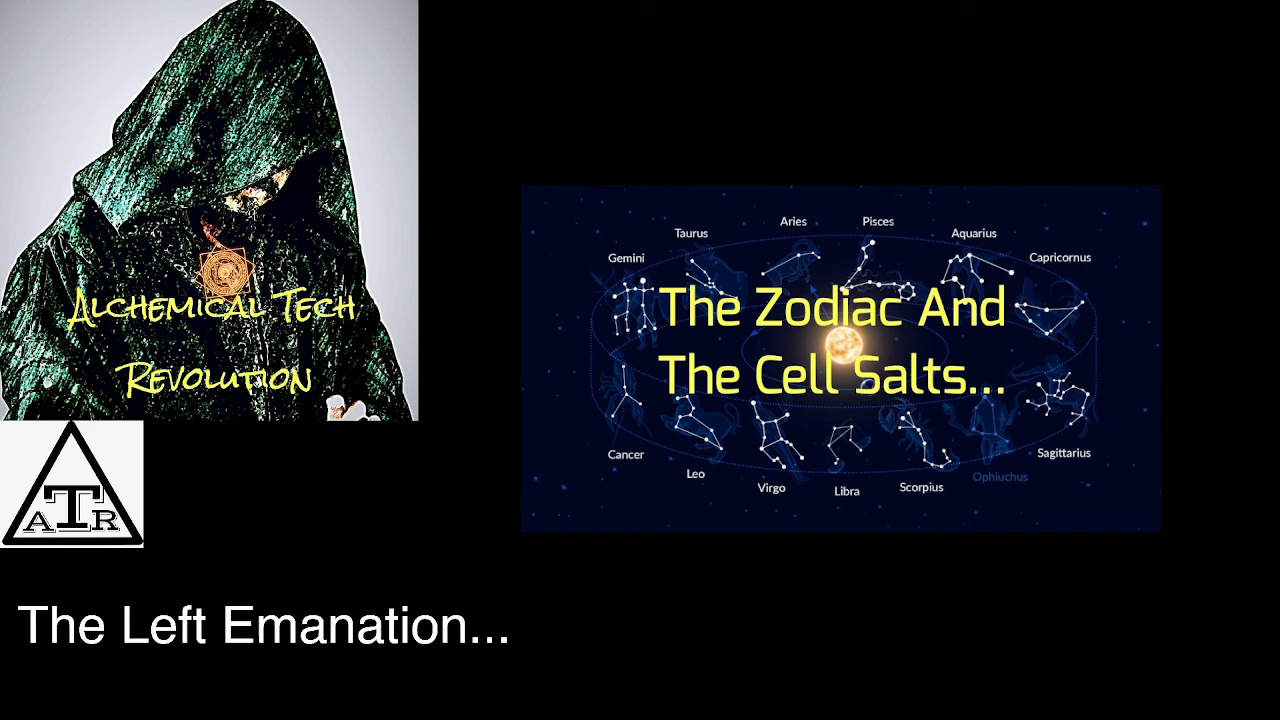 Alchemical Tech
Revolution
ATR
The Left Emanation...
Aries
Pisces
Taurus
Aquarius
Gemini
Capricornus
The Zodiac And
The Cell Salts...
Cancer
Leo
Virgo
Libra
Scorpius
Ophiuchus
Sagittarius